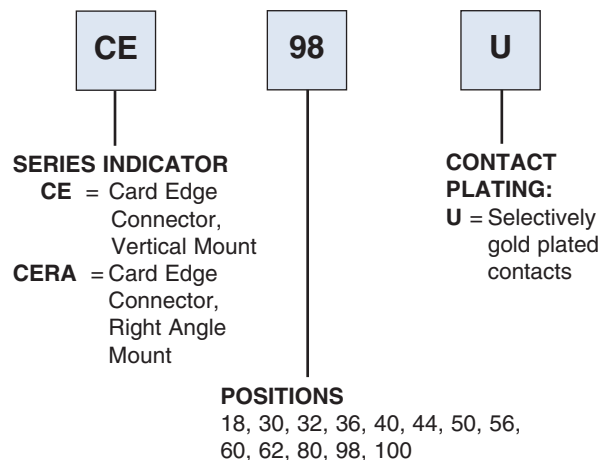 CE 98 U
SERIES INDICATOR
CE = Card Edge
Connector,
Vertical Mount
CERA = Card Edge
Connector,
Right Angle
Mount
CONTACT
PLATING:
U = Selectively
gold plated
contacts
POSITIONS
18, 30, 32, 36, 40, 44, 50, 56,
60, 62, 80, 98, 100